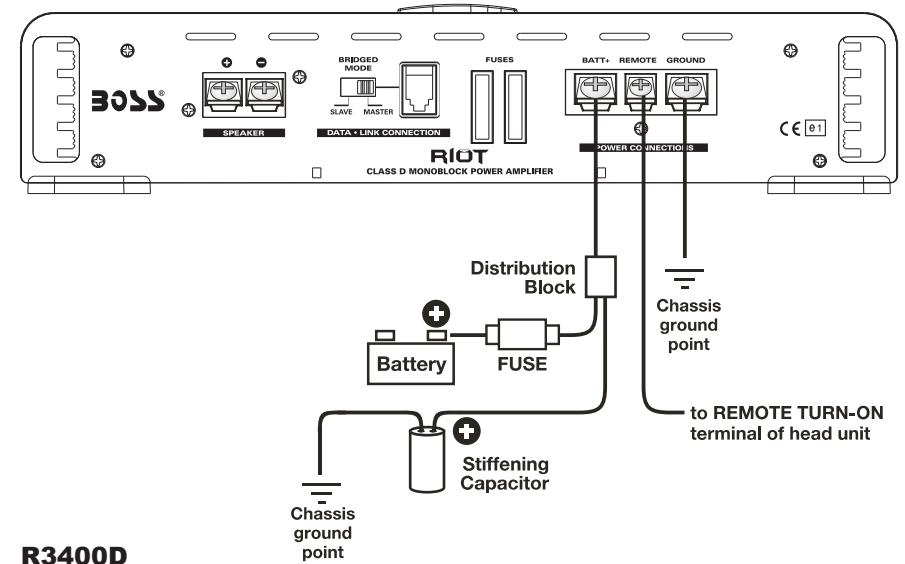 BOSS®
+ −
SPEAKER
BRIDGED
MODE
SLAVE MASTER
DATA • LINK CONNECTION
FUSES
BATT+ REMOTE GROUND
POWER CONNECTIONS
CE e1
RIOT
CLASS D MONOBLOCK POWER AMPLIFIER
Distribution
Block
Chassis
ground
point
+
Battery
FUSE
to REMOTE TURN-ON
terminal of head unit
+
Stiffening
Capacitor
Chassis
ground
point
R3400D